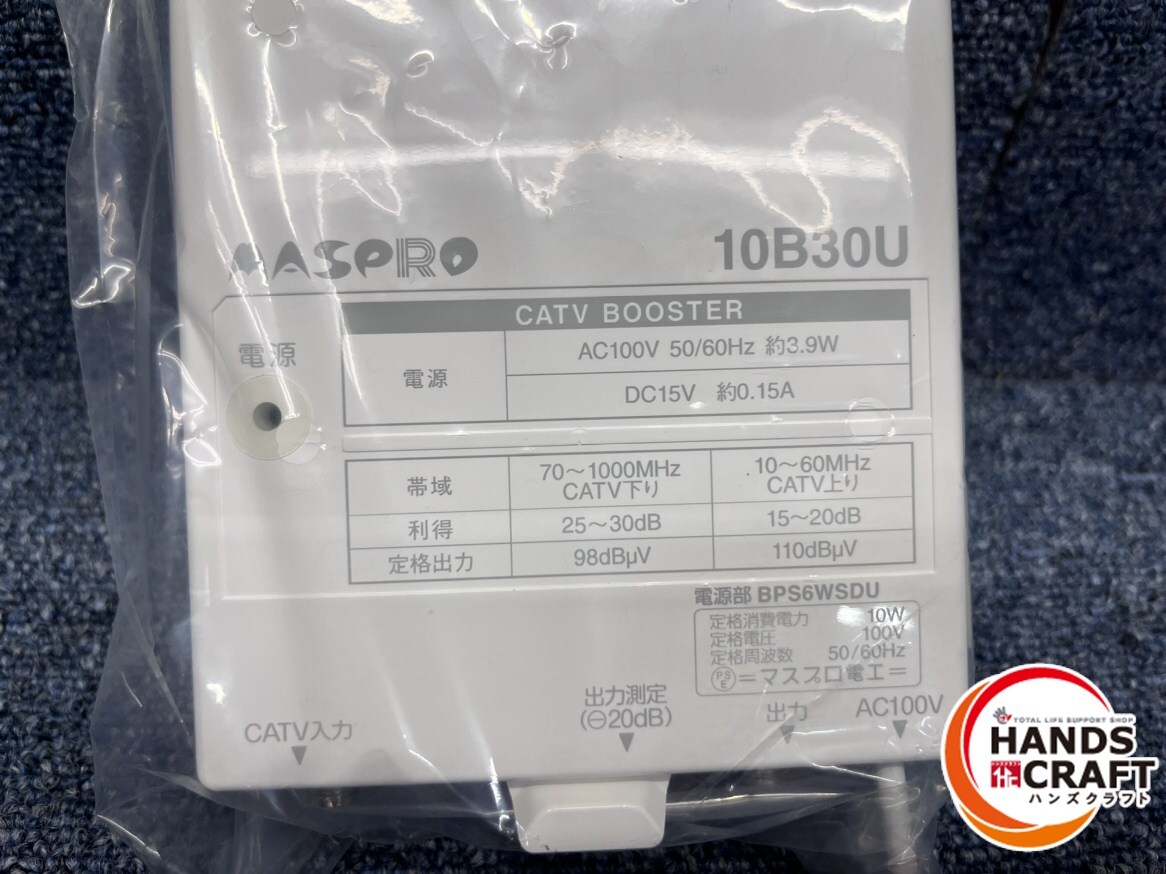 MASPRO
10B30U
CATV BOOSTER
電源
電源
AC100V 50/60Hz 約3.9W
DC15V 約0.15A
帯域
70〜1000MHz
CATV下り
10〜60MHz
CATV上り
利得
25〜30dB
15〜20dB
定格出力
98dBμV
110dBμV
電源部 BPS6WSDU
定格消費電力 10W
定格電圧 100V
定格周波数 50/60Hz
PSE =マスプロ電工=
CATV入力
出力測定
(⊖20dB)
出力
AC100V
TOTAL LIFE SUPPORT SHOP
HANDS
CRAFT
ハンズクラフト